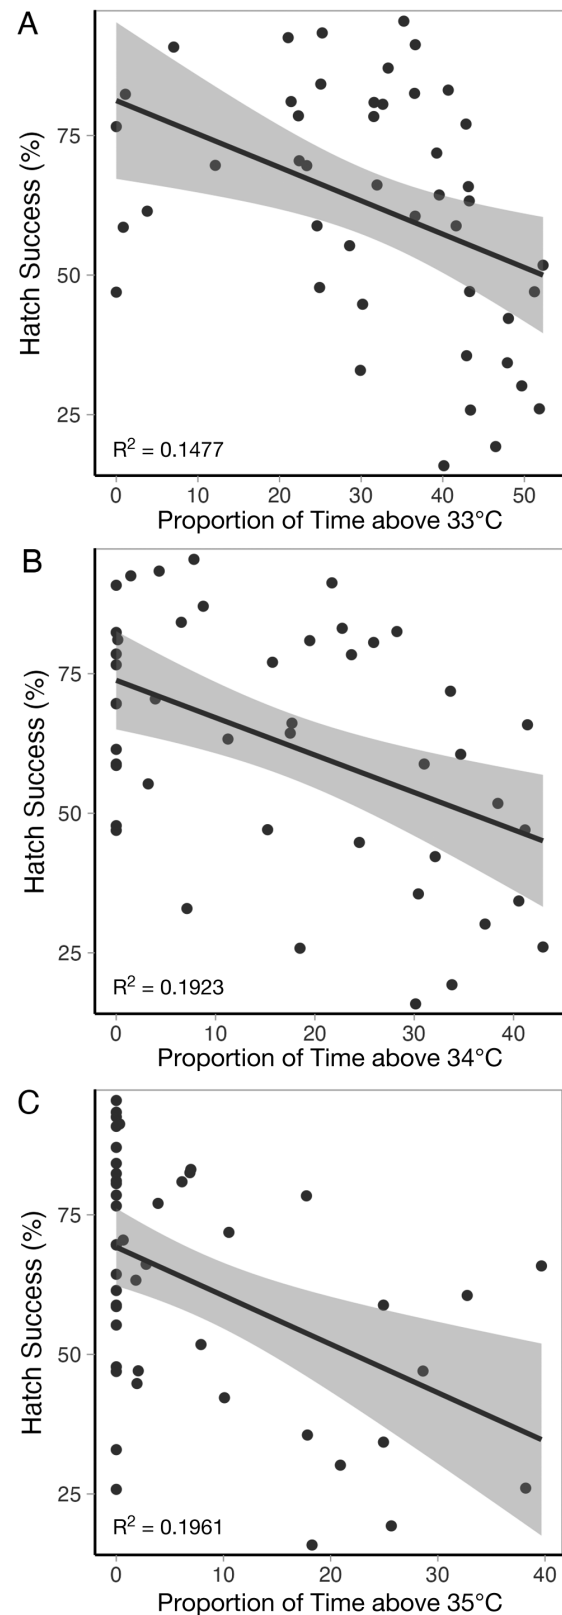 A
Hatch Success (%)
75
50
25
R² = 0.1477
0 10 20 30 40 50
Proportion of Time above 33°C
B
Hatch Success (%)
75
50
25
R² = 0.1923
0 10 20 30 40
Proportion of Time above 34°C
C
Hatch Success (%)
75
50
25
R² = 0.1961
0 10 20 30 40
Proportion of Time above 35°C